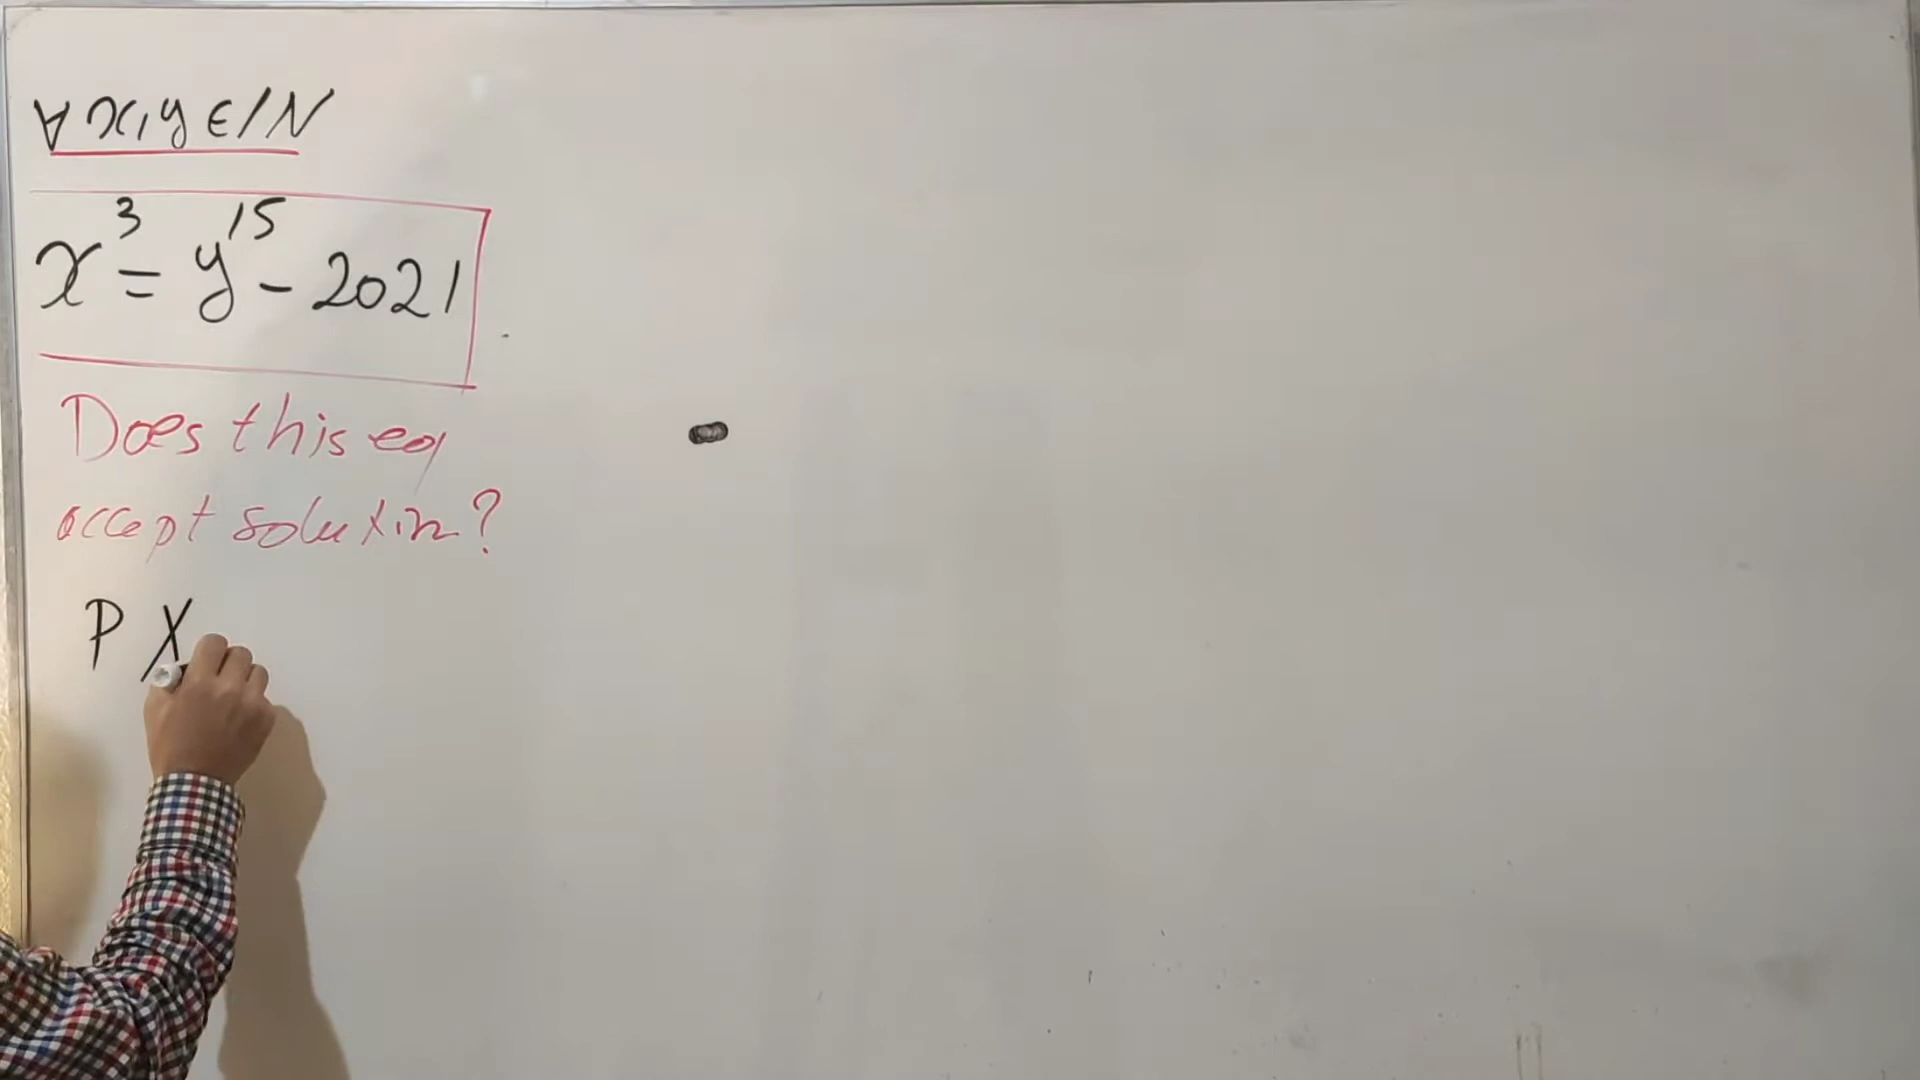 ∀ x, y ∈ IN
x³ = y¹⁵ - 2021
Does this eq
accept solution?
P X